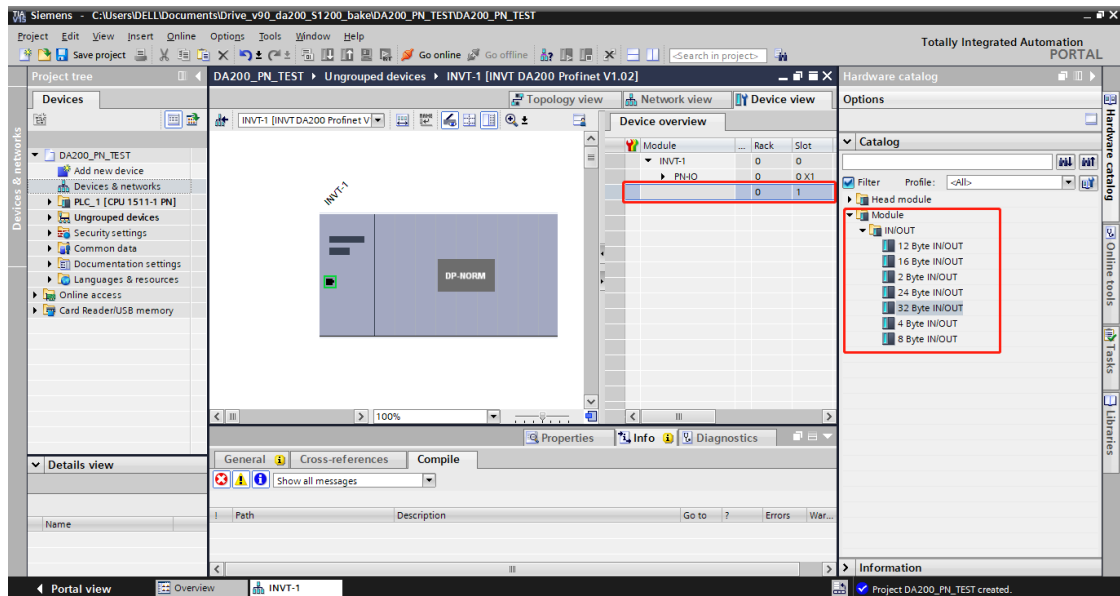 Siemens - C:\Users\DELL\Documents\Drive_v90_da200_S1200_bake\DA200_PN_TEST\DA200_PN_TEST
Project Edit View Insert Online Options Tools Window Help
Totally Integrated Automation
PORTAL
Save project
Go online
Go offline
<Search in project>
Project tree
DA200_PN_TEST ▸ Ungrouped devices ▸ INVT-1 [INVT DA200 Profinet V1.02]
Hardware catalog
Devices
Topology view
Network view
Device view
Options
INVT-1 [INVT DA200 Profinet V
Device overview
Module ... Rack Slot
INVT-1 0 0
PN-IO 0 0 X1
0 1
DA200_PN_TEST
Add new device
Devices & networks
PLC_1 [CPU 1511-1 PN]
Ungrouped devices
Security settings
Common data
Documentation settings
Languages & resources
Online access
Card Reader/USB memory
INVT-1
DP-NORM
100%
Catalog
Filter Profile: <All>
Head module
Module
IN/OUT
12 Byte IN/OUT
16 Byte IN/OUT
2 Byte IN/OUT
24 Byte IN/OUT
32 Byte IN/OUT
4 Byte IN/OUT
8 Byte IN/OUT
Devices & networks
Hardware catalog
Online tools
Tasks
Libraries
Properties
Info
Diagnostics
General
Cross-references
Compile
Show all messages
! Path Description Go to ? Errors War...
Details view
Name
Information
Portal view
Overview
INVT-1
Project DA200_PN_TEST created.